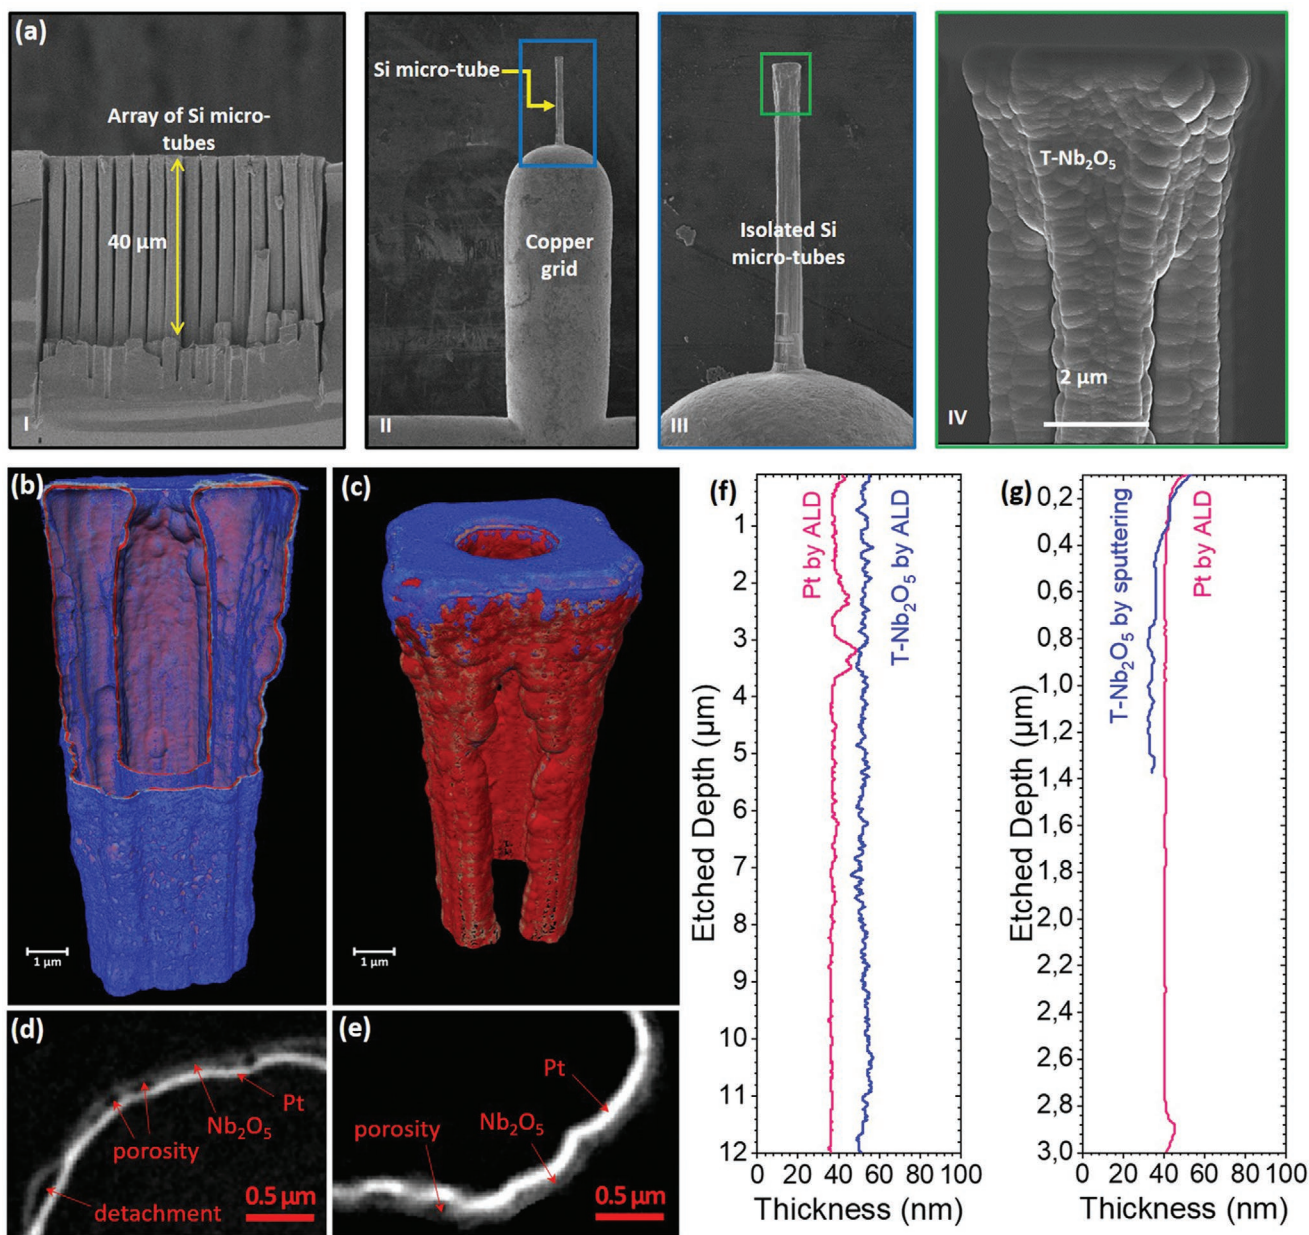 (a)
Array of Si micro-
tubes
40 µm
I
Si micro-tube
Copper
grid
II
Isolated Si
micro-tubes
III
T-Nb₂O₅
2 µm
IV
(b)
1 µm
(c)
1 µm
(d)
Pt
Nb₂O₅
porosity
detachment
0.5 µm
(e)
Pt
Nb₂O₅
porosity
0.5 µm
(f)
Pt by ALD
T-Nb₂O₅ by ALD
Etched Depth (µm)
1
2
3
4
5
6
7
8
9
10
11
12
0 20 40 60 80 100
Thickness (nm)
(g)
T-Nb₂O₅ by sputtering
Pt by ALD
Etched Depth (µm)
0,2
0,4
0,6
0,8
1,0
1,2
1,4
1,6
1,8
2,0
2,2
2,4
2,6
2,8
3,0
0 20 40 60 80 100
Thickness (nm)